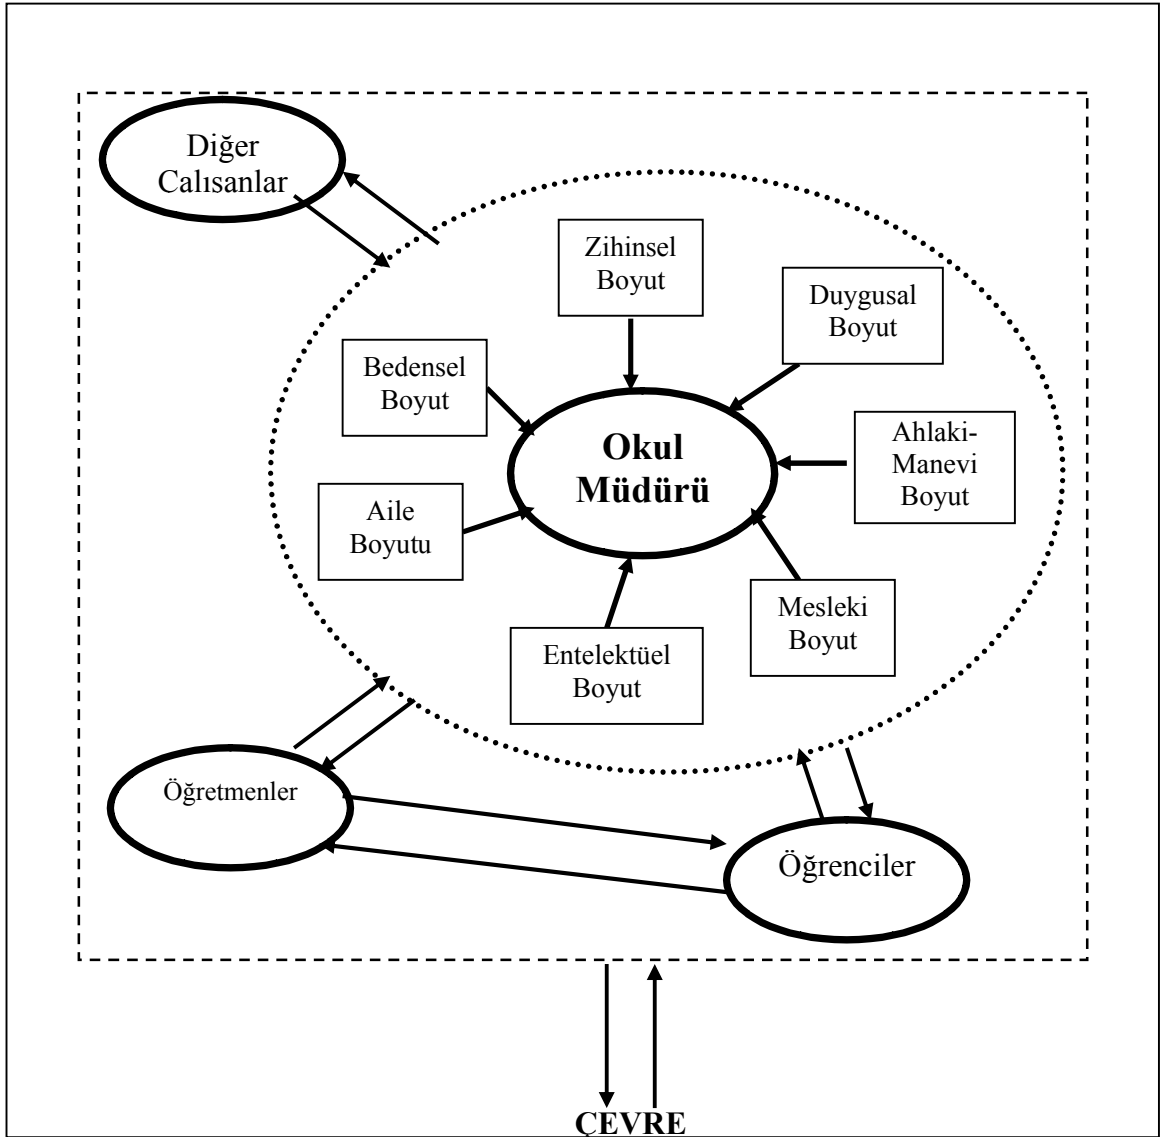 Diğer
Calısanlar
Zihinsel
Boyut
Duygusal
Boyut
Bedensel
Boyut
Okul
Müdürü
Ahlaki-
Manevi
Boyut
Aile
Boyutu
Mesleki
Boyut
Entelektüel
Boyut
Öğretmenler
Öğrenciler
ÇEVRE